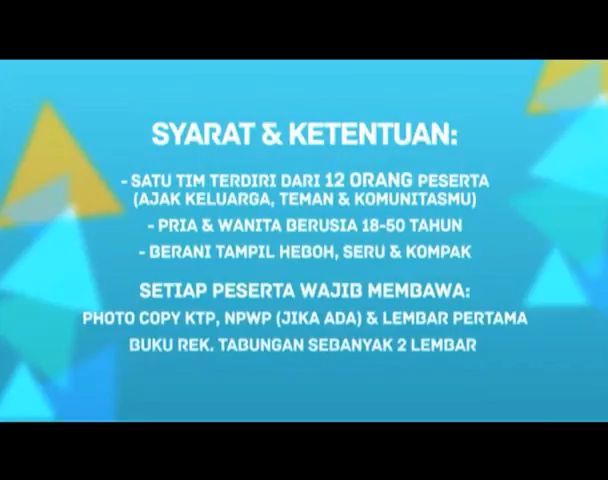 SYARAT & KETENTUAN:
- SATU TIM TERDIRI DARI 12 ORANG PESERTA
(AJAK KELUARGA, TEMAN & KOMUNITASMU)
- PRIA & WANITA BERUSIA 18-50 TAHUN
- BERANI TAMPIL HEBOH, SERU & KOMPAK
SETIAP PESERTA WAJIB MEMBAWA:
PHOTO COPY KTP, NPWP (JIKA ADA) & LEMBAR PERTAMA
BUKU REK. TABUNGAN SEBANYAK 2 LEMBAR